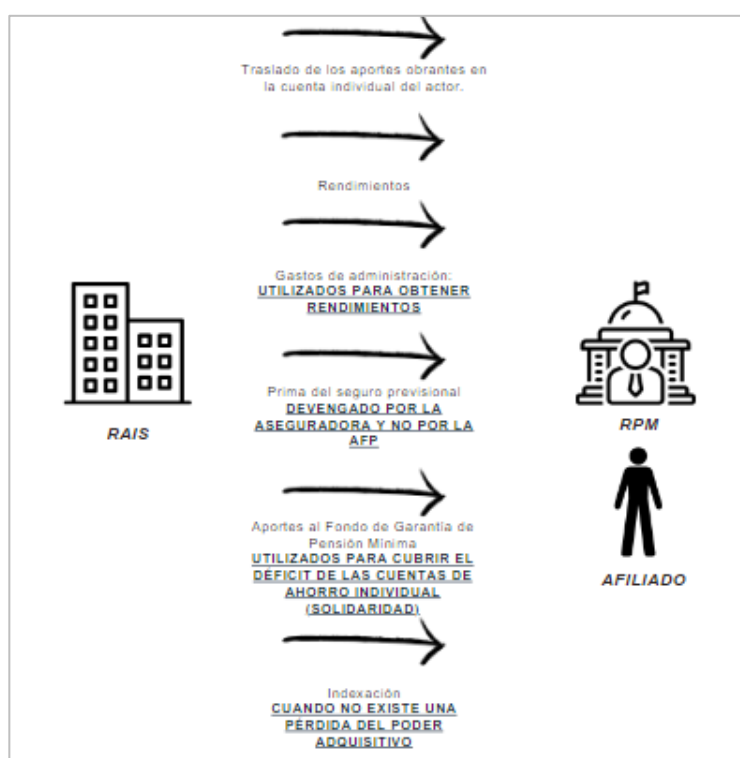 Traslado de los aportes obrantes en
la cuenta individual del actor.
Rendimientos
Gastos de administración:
UTILIZADOS PARA OBTENER
RENDIMIENTOS
Prima del seguro previsional
DEVENGADO POR LA
ASEGURADORA Y NO POR LA
AFP
RAIS
RPM
Aportes al Fondo de Garantía de
Pensión Mínima
UTILIZADOS PARA CUBRIR EL
DÉFICIT DE LAS CUENTAS DE
AHORRO INDIVIDUAL
(SOLIDARIDAD)
AFILIADO
Indexación
CUANDO NO EXISTE UNA
PÉRDIDA DEL PODER
ADQUISITIVO